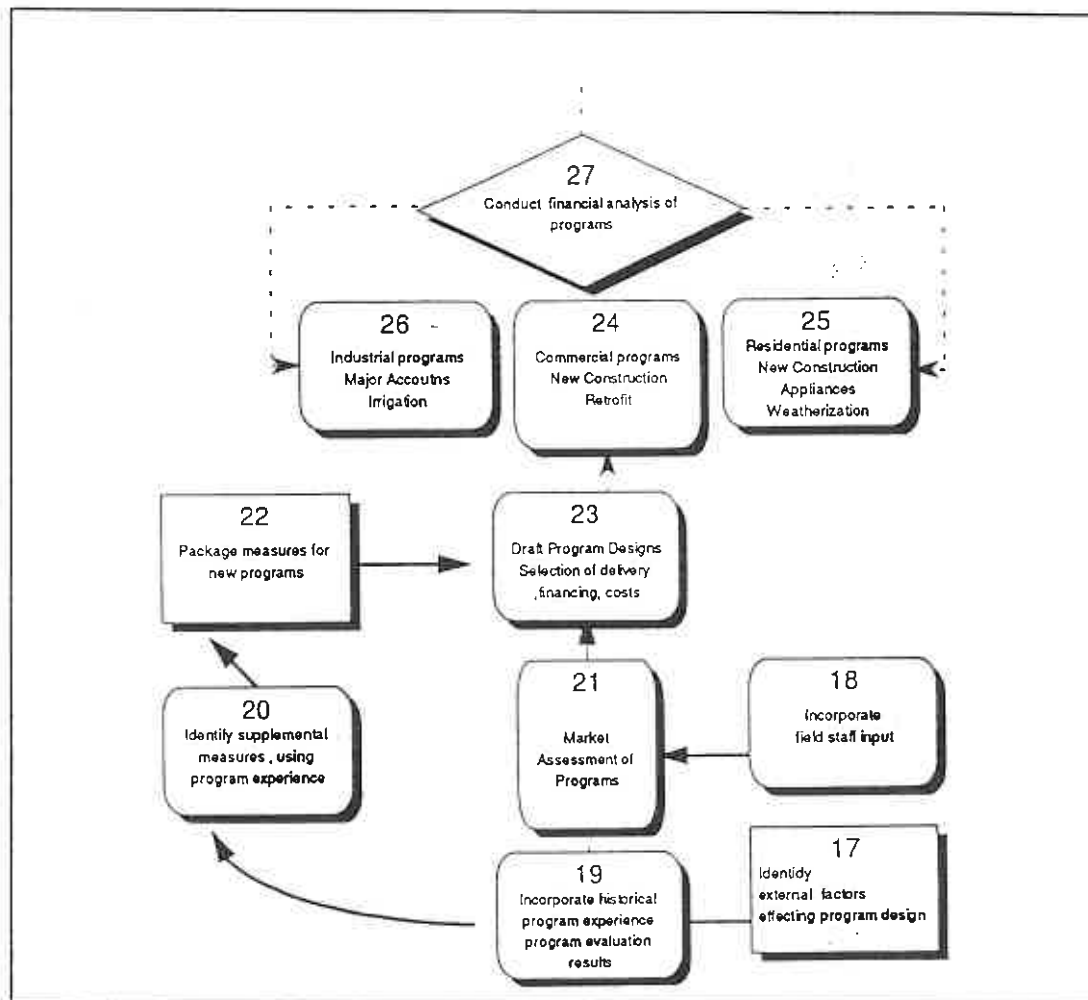 27
Conduct financial analysis of
programs
26
Industrial programs
Major Accoutns
Irrigation
24
Commercial programs
New Construction
Retrofit
25
Residential programs
New Construction
Appliances
Weatherization
22
Package measures for
new programs
23
Draft Program Designs
Selection of delivery
,financing, costs
20
Identify supplemental
measures , using
program experience
21
Market
Assessment of
Programs
18
Incorporate
field staff input
19
Incorporate historical
program experience
program evaluation
results
17
Identidy
external factors
effecting program design